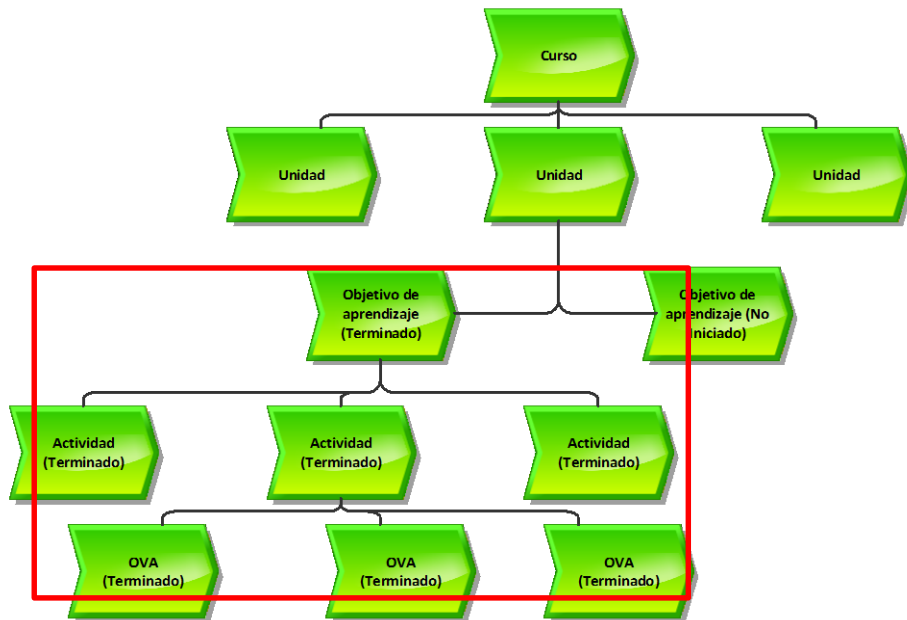 Curso
Unidad
Unidad
Unidad
Objetivo de
aprendizaje
(Terminado)
Objetivo de
aprendizaje (No
Iniciado)
Actividad
(Terminado)
Actividad
(Terminado)
Actividad
(Terminado)
OVA
(Terminado)
OVA
(Terminado)
OVA
(Terminado)